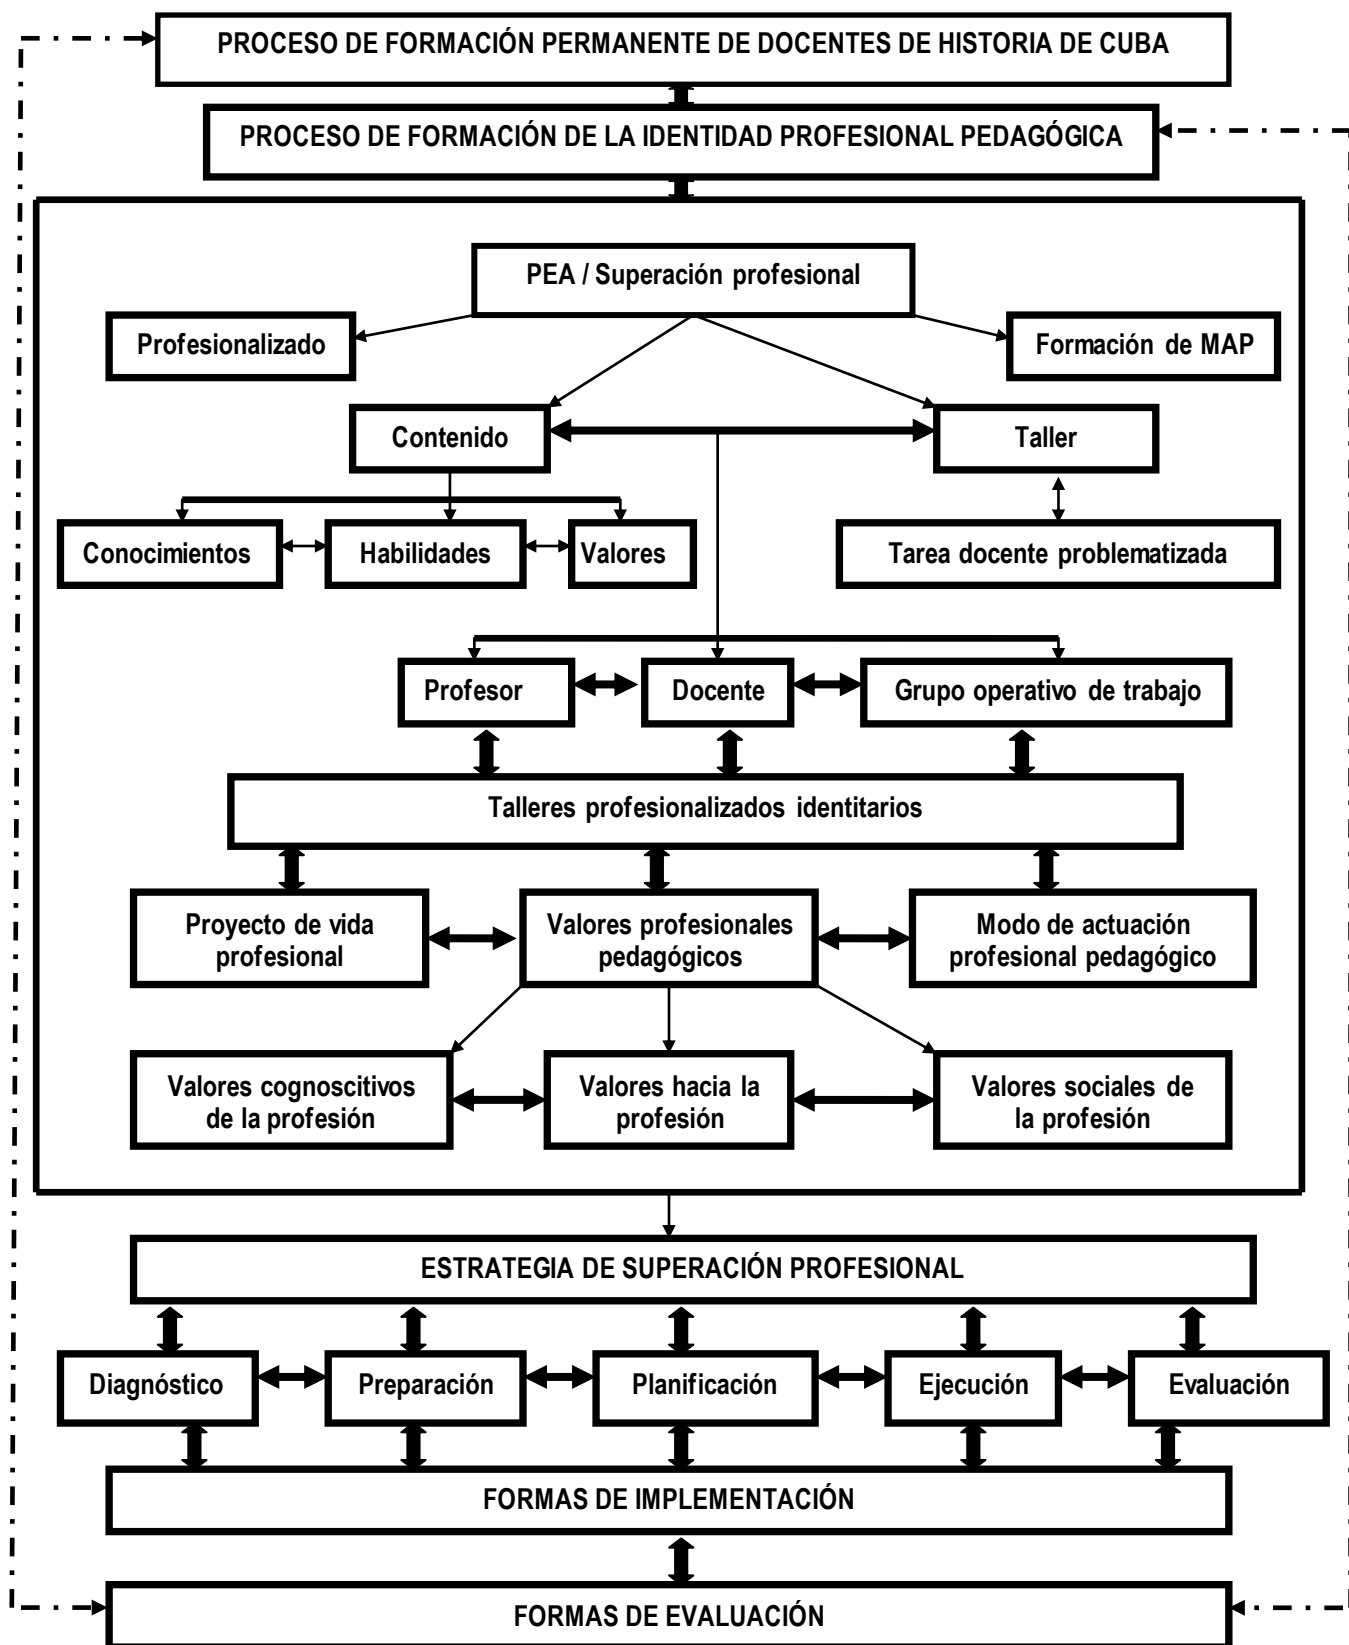 PROCESO DE FORMACIÓN PERMANENTE DE DOCENTES DE HISTORIA DE CUBA
PROCESO DE FORMACIÓN DE LA IDENTIDAD PROFESIONAL PEDAGÓGICA
PEA / Superación profesional
Profesionalizado
Formación de MAP
Contenido
Taller
Conocimientos
Habilidades
Valores
Tarea docente problematizada
Profesor
Docente
Grupo operativo de trabajo
Talleres profesionalizados identitarios
Proyecto de vida
profesional
Valores profesionales
pedagógicos
Modo de actuación
profesional pedagógico
Valores cognoscitivos
de la profesión
Valores hacia la
profesión
Valores sociales de
la profesión
ESTRATEGIA DE SUPERACIÓN PROFESIONAL
Diagnóstico
Preparación
Planificación
Ejecución
Evaluación
FORMAS DE IMPLEMENTACIÓN
FORMAS DE EVALUACIÓN